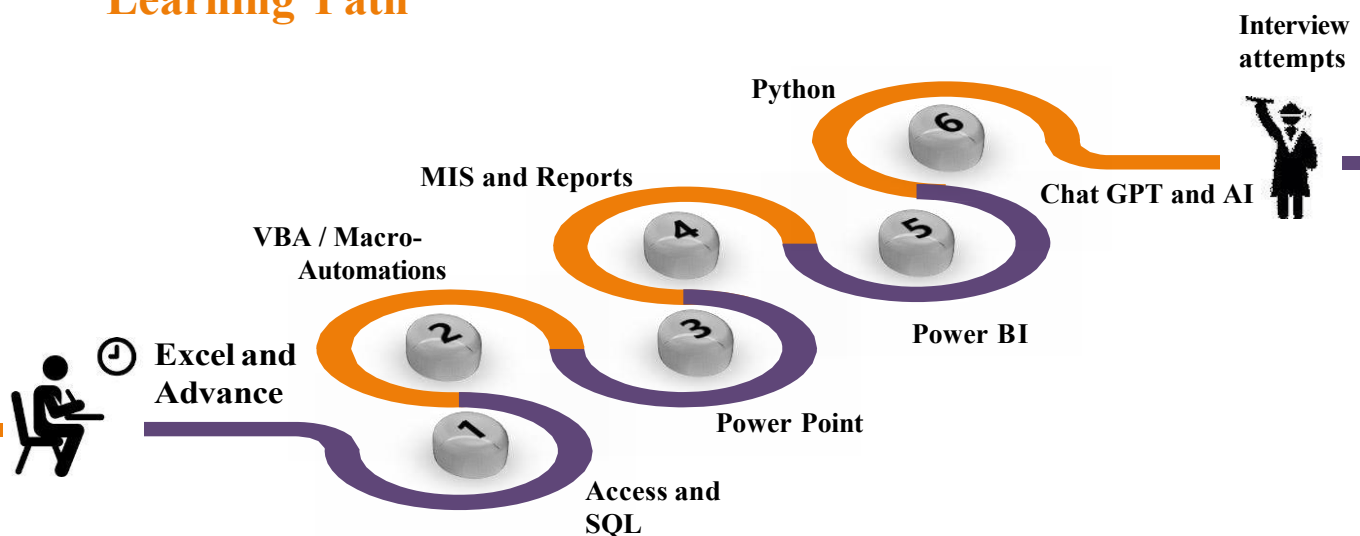 Learning Path
Interview
attempts
Python
6
MIS and Reports
Chat GPT and AI
4
5
VBA / Macro-
Automations
2
3
Power BI
Excel and
Advance
1
Power Point
Access and
SQL